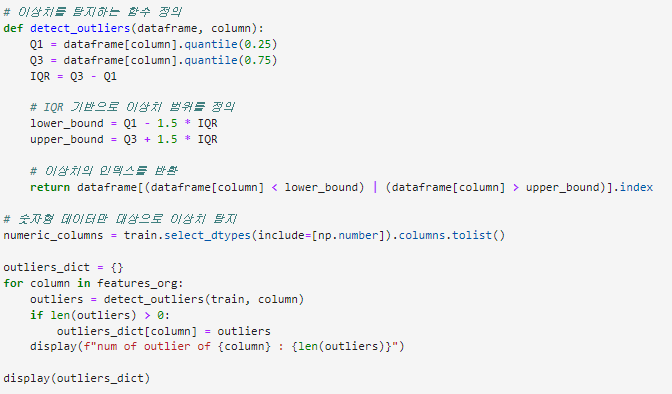 # 이상치를 탐지하는 함수 정의
def detect_outliers(dataframe, column):
    Q1 = dataframe[column].quantile(0.25)
    Q3 = dataframe[column].quantile(0.75)
    IQR = Q3 - Q1

    # IQR 기반으로 이상치 범위를 정의
    lower_bound = Q1 - 1.5 * IQR
    upper_bound = Q3 + 1.5 * IQR

    # 이상치의 인덱스를 반환
    return dataframe[(dataframe[column] < lower_bound) | (dataframe[column] > upper_bound)].index

# 숫자형 데이터만 대상으로 이상치 탐지
numeric_columns = train.select_dtypes(include=[np.number]).columns.tolist()

outliers_dict = {}
for column in features_org:
    outliers = detect_outliers(train, column)
    if len(outliers) > 0:
        outliers_dict[column] = outliers
    display(f"num of outlier of {column} : {len(outliers)}")

display(outliers_dict)